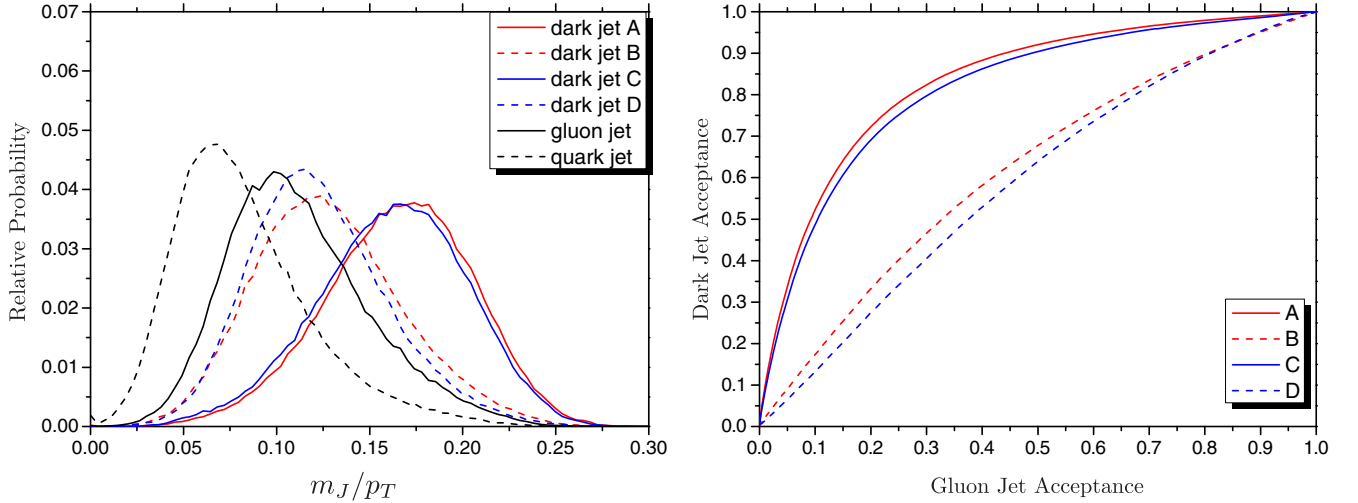 0.07
0.06
0.05
0.04
0.03
0.02
0.01
0.00
Relative Probability
dark jet A
dark jet B
dark jet C
dark jet D
gluon jet
quark jet
0.00 0.05 0.10 0.15 0.20 0.25 0.30
m_J/p_T
1.0
0.9
0.8
0.7
0.6
0.5
0.4
0.3
0.2
0.1
0.0
Dark Jet Acceptance
A
B
C
D
0.0 0.1 0.2 0.3 0.4 0.5 0.6 0.7 0.8 0.9 1.0
Gluon Jet Acceptance